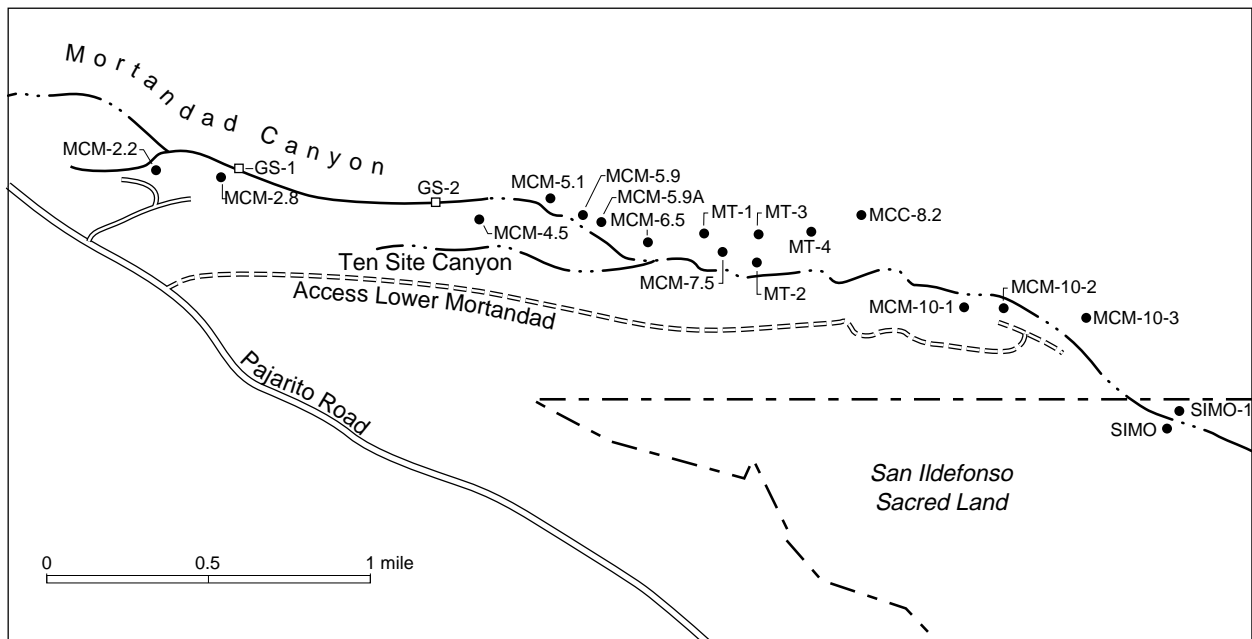 Mortandad Canyon
MCM-2.2
GS-1
MCM-2.8
GS-2
MCM-4.5
MCM-5.1
MCM-5.9
MCM-5.9A
MCM-6.5
MT-1
MT-3
MCC-8.2
MT-4
MCM-7.5
MT-2
Ten Site Canyon
Access Lower Mortandad
MCM-10-2
MCM-10-1
MCM-10-3
Pajarito Road
SIMO-1
SIMO
San Ildefonso
Sacred Land
0 0.5 1 mile